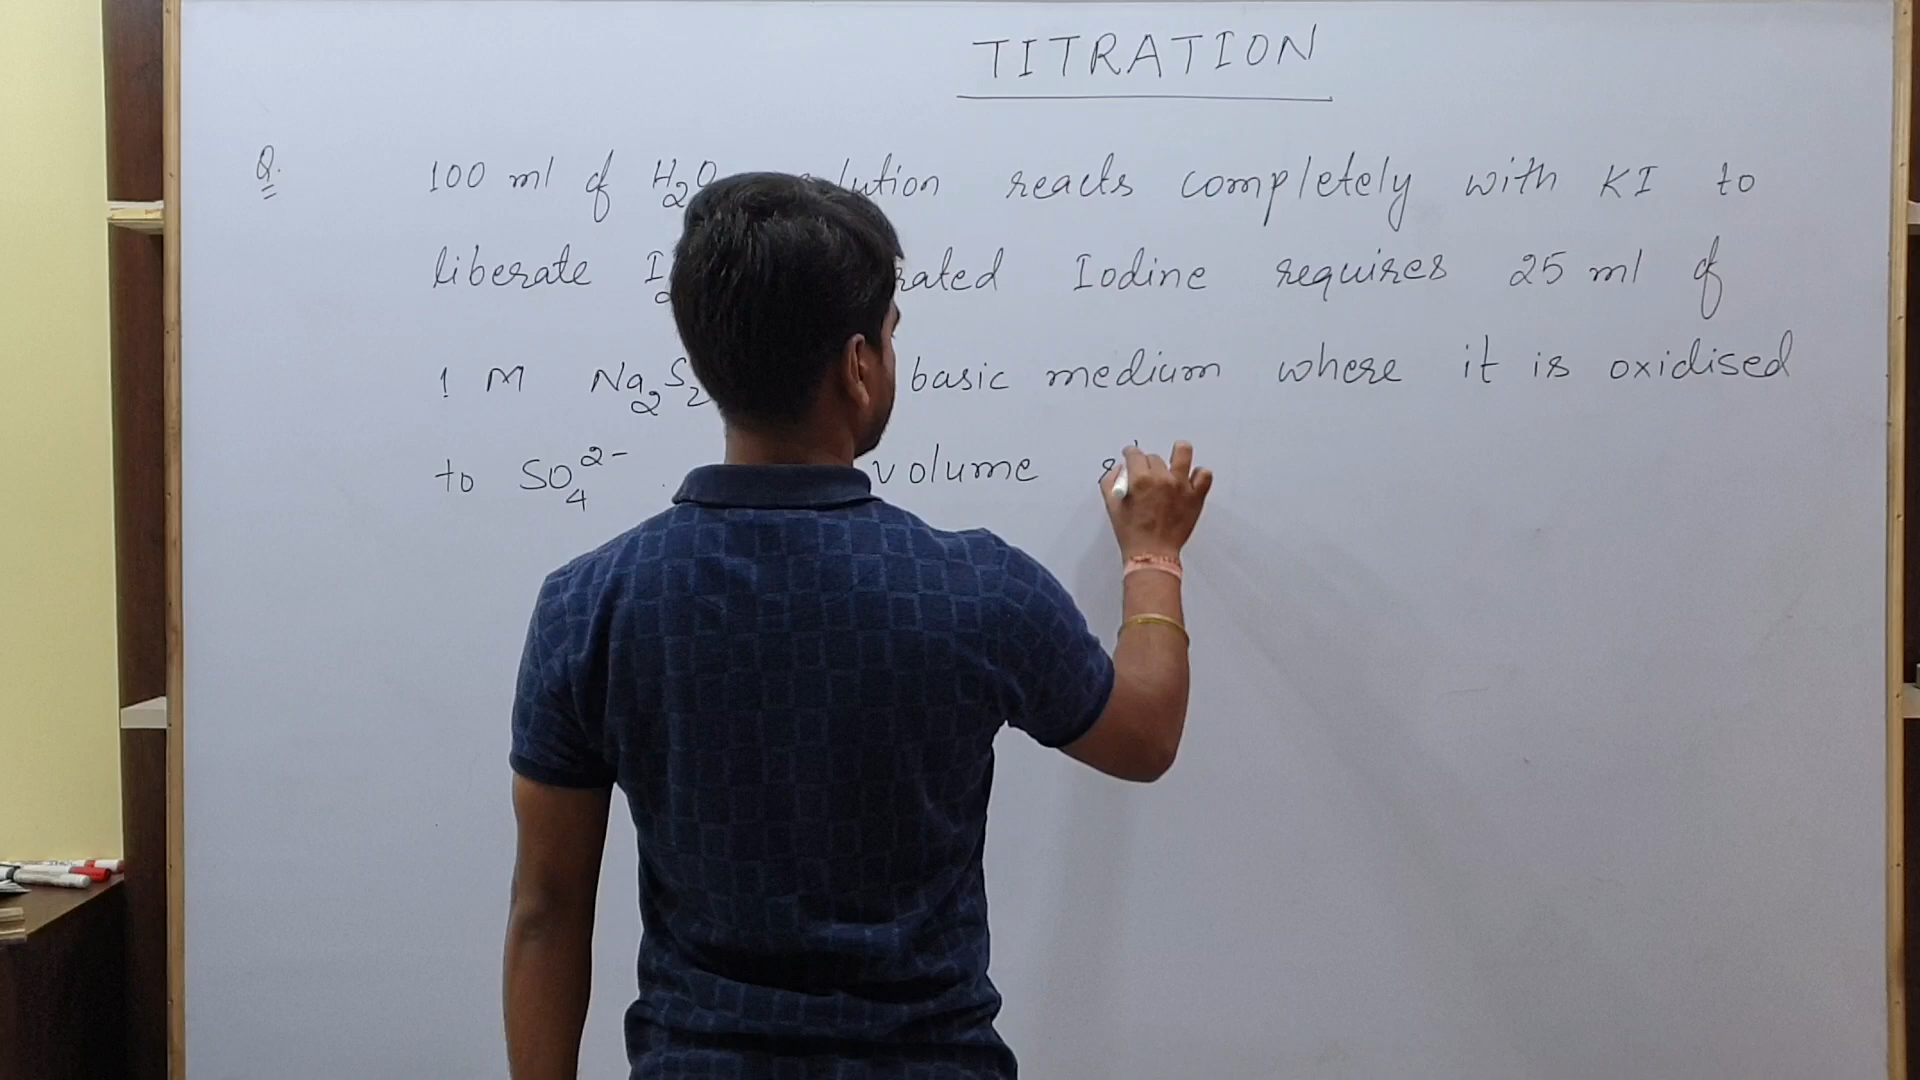 TITRATION
Q. 100 ml of H2O lution reacts completely with KI to
liberate I2 rated Iodine requires 25 ml of
1 M Na2S2 basic medium where it is oxidised
to SO4^2- . volume